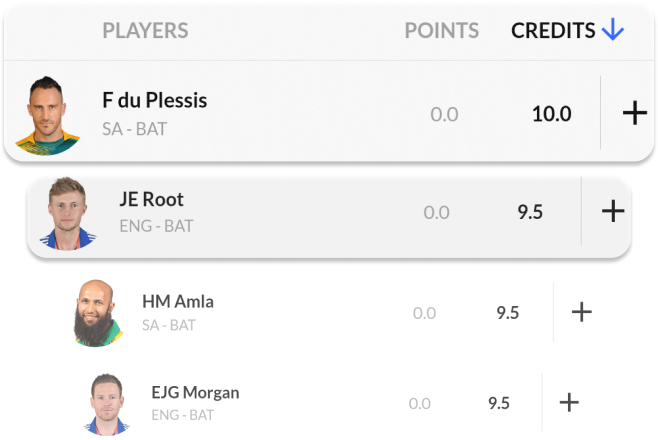 PLAYERS POINTS CREDITS
F du Plessis
SA - BAT 0.0 10.0
JE Root
ENG - BAT 0.0 9.5
HM Amla
SA - BAT 0.0 9.5
EJG Morgan
ENG - BAT 0.0 9.5